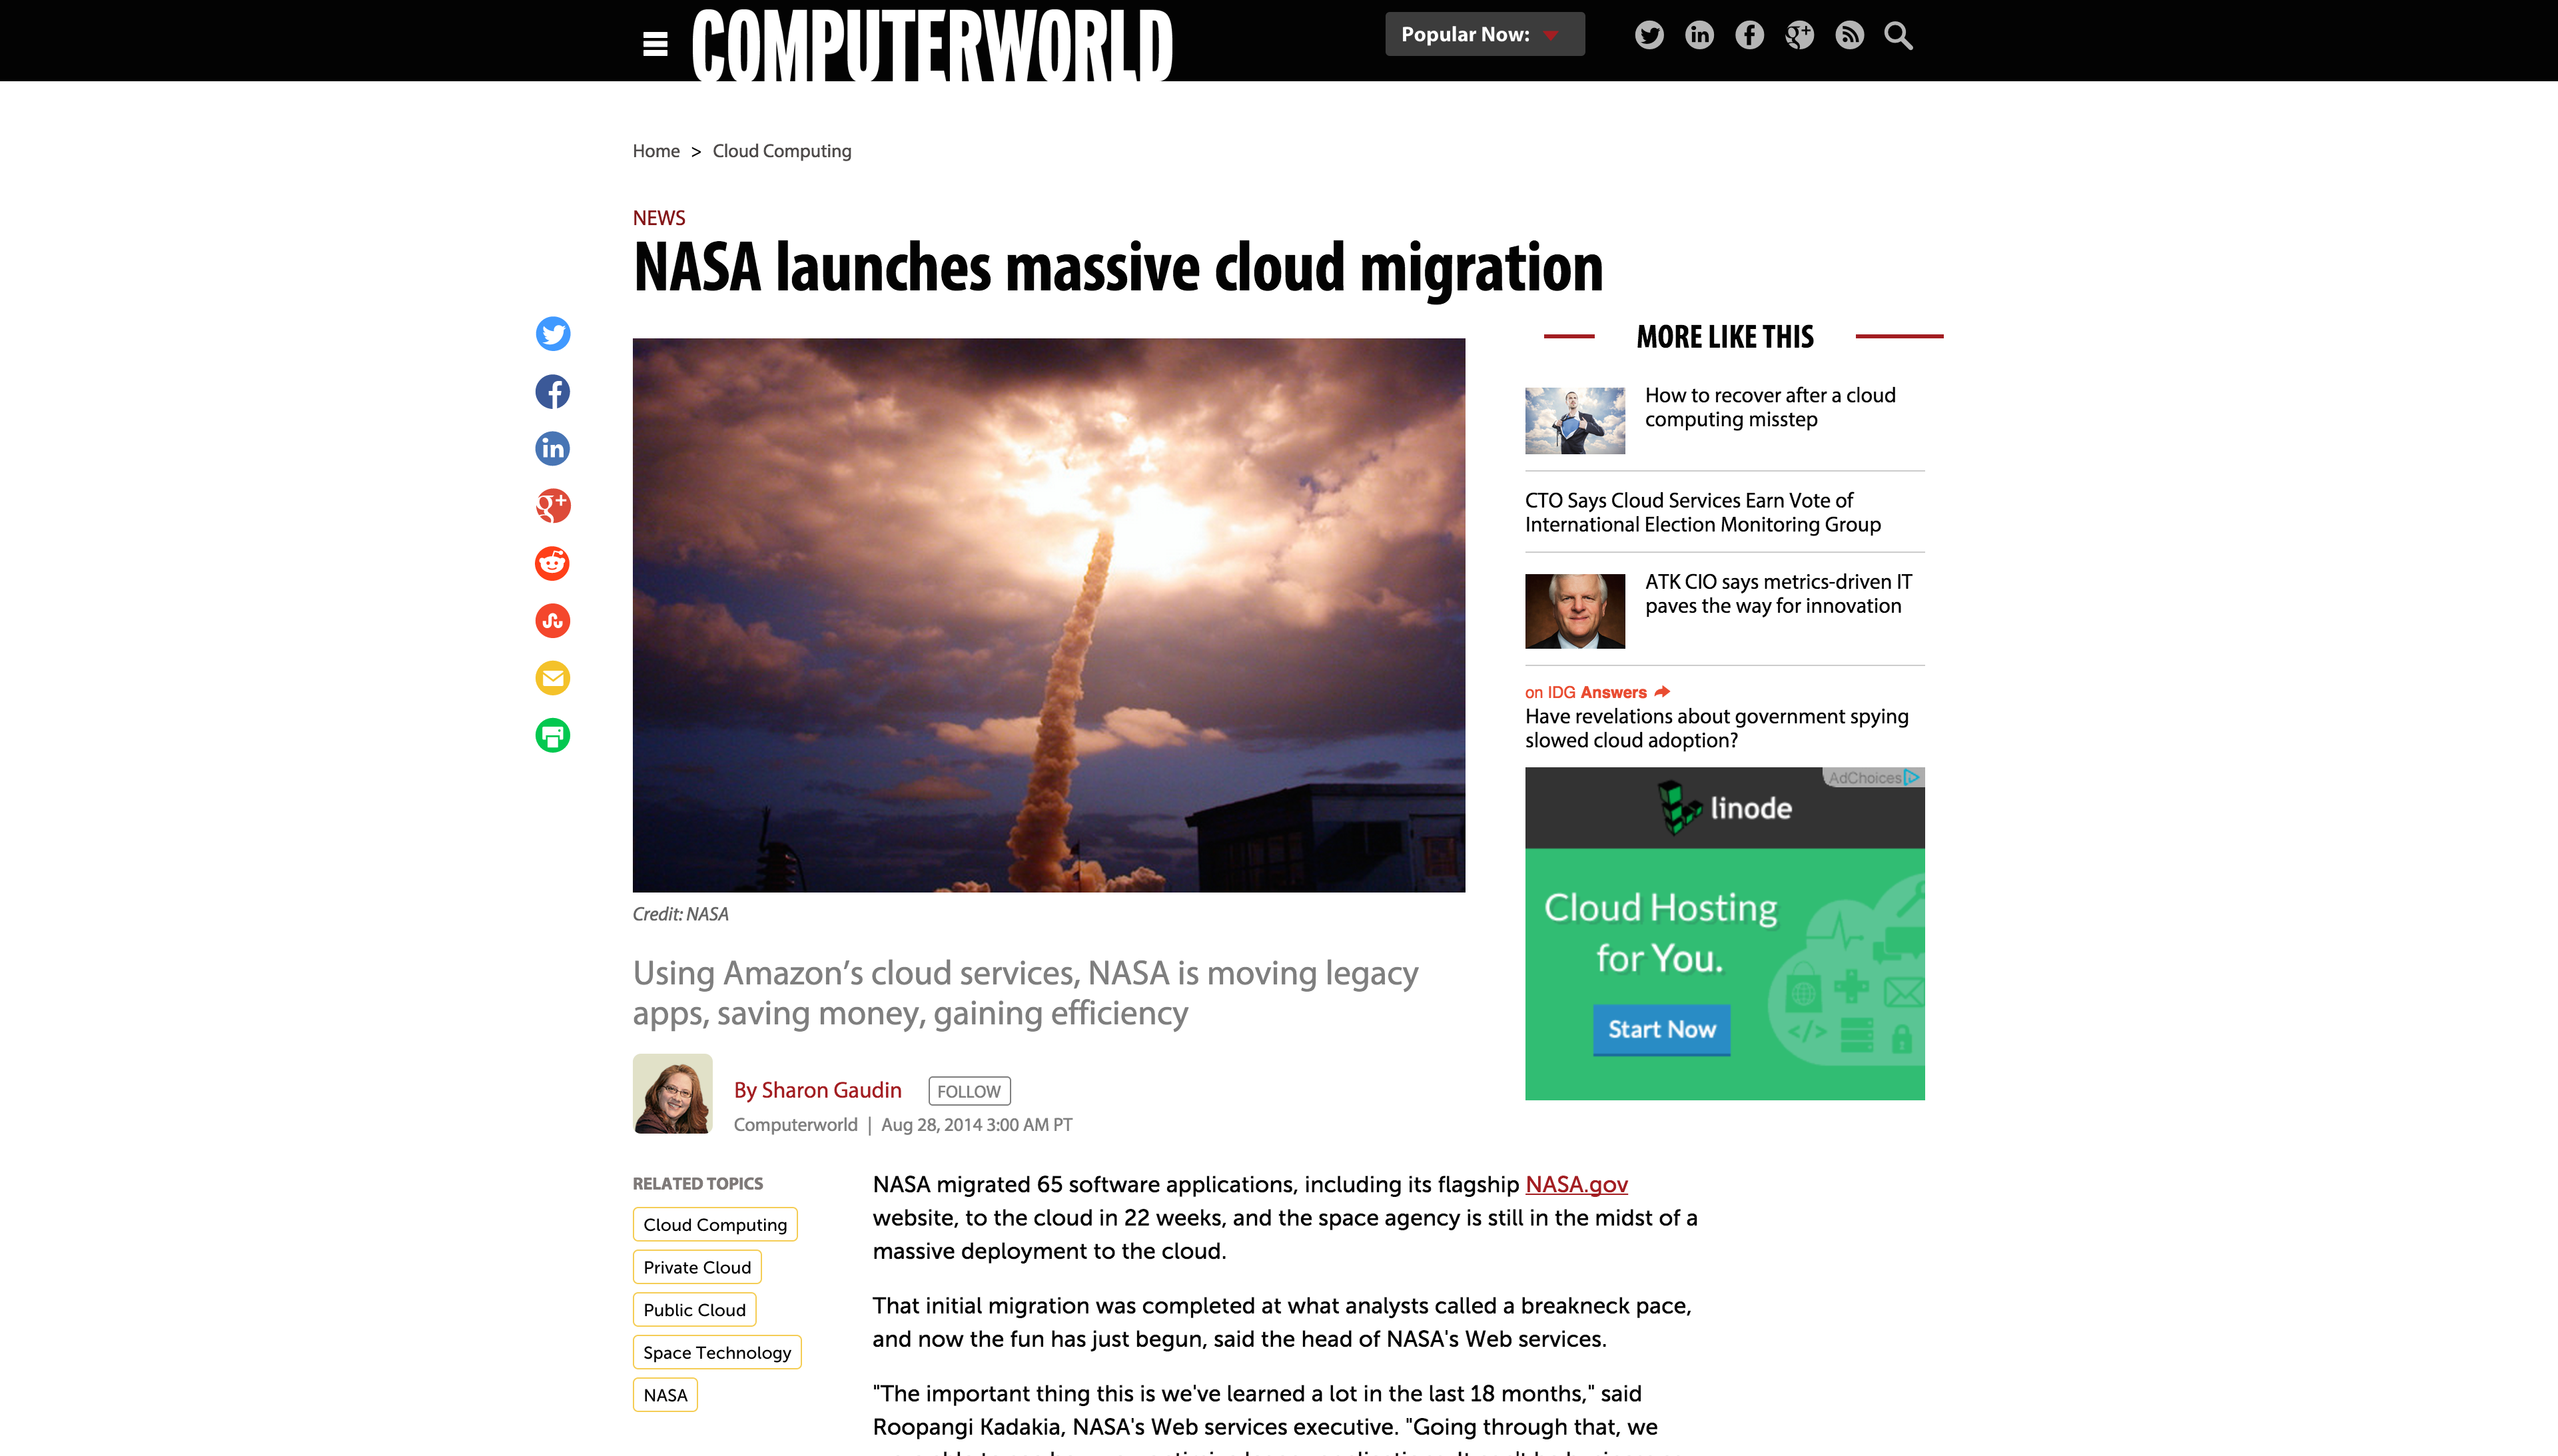 COMPUTERWORLD
Popular Now:
Home > Cloud Computing
NEWS
NASA launches massive cloud migration
Credit: NASA
Using Amazon’s cloud services, NASA is moving legacy
apps, saving money, gaining efficiency
By Sharon Gaudin
FOLLOW
Computerworld | Aug 28, 2014 3:00 AM PT
RELATED TOPICS
Cloud Computing
Private Cloud
Public Cloud
Space Technology
NASA
NASA migrated 65 software applications, including its flagship NASA.gov
website, to the cloud in 22 weeks, and the space agency is still in the midst of a
massive deployment to the cloud.
That initial migration was completed at what analysts called a breakneck pace,
and now the fun has just begun, said the head of NASA's Web services.
"The important thing this is we've learned a lot in the last 18 months," said
Roopangi Kadakia, NASA's Web services executive. "Going through that, we
MORE LIKE THIS
How to recover after a cloud
computing misstep
CTO Says Cloud Services Earn Vote of
International Election Monitoring Group
ATK CIO says metrics-driven IT
paves the way for innovation
on IDG Answers
Have revelations about government spying
slowed cloud adoption?
AdChoices
linode
Cloud Hosting
for You.
Start Now